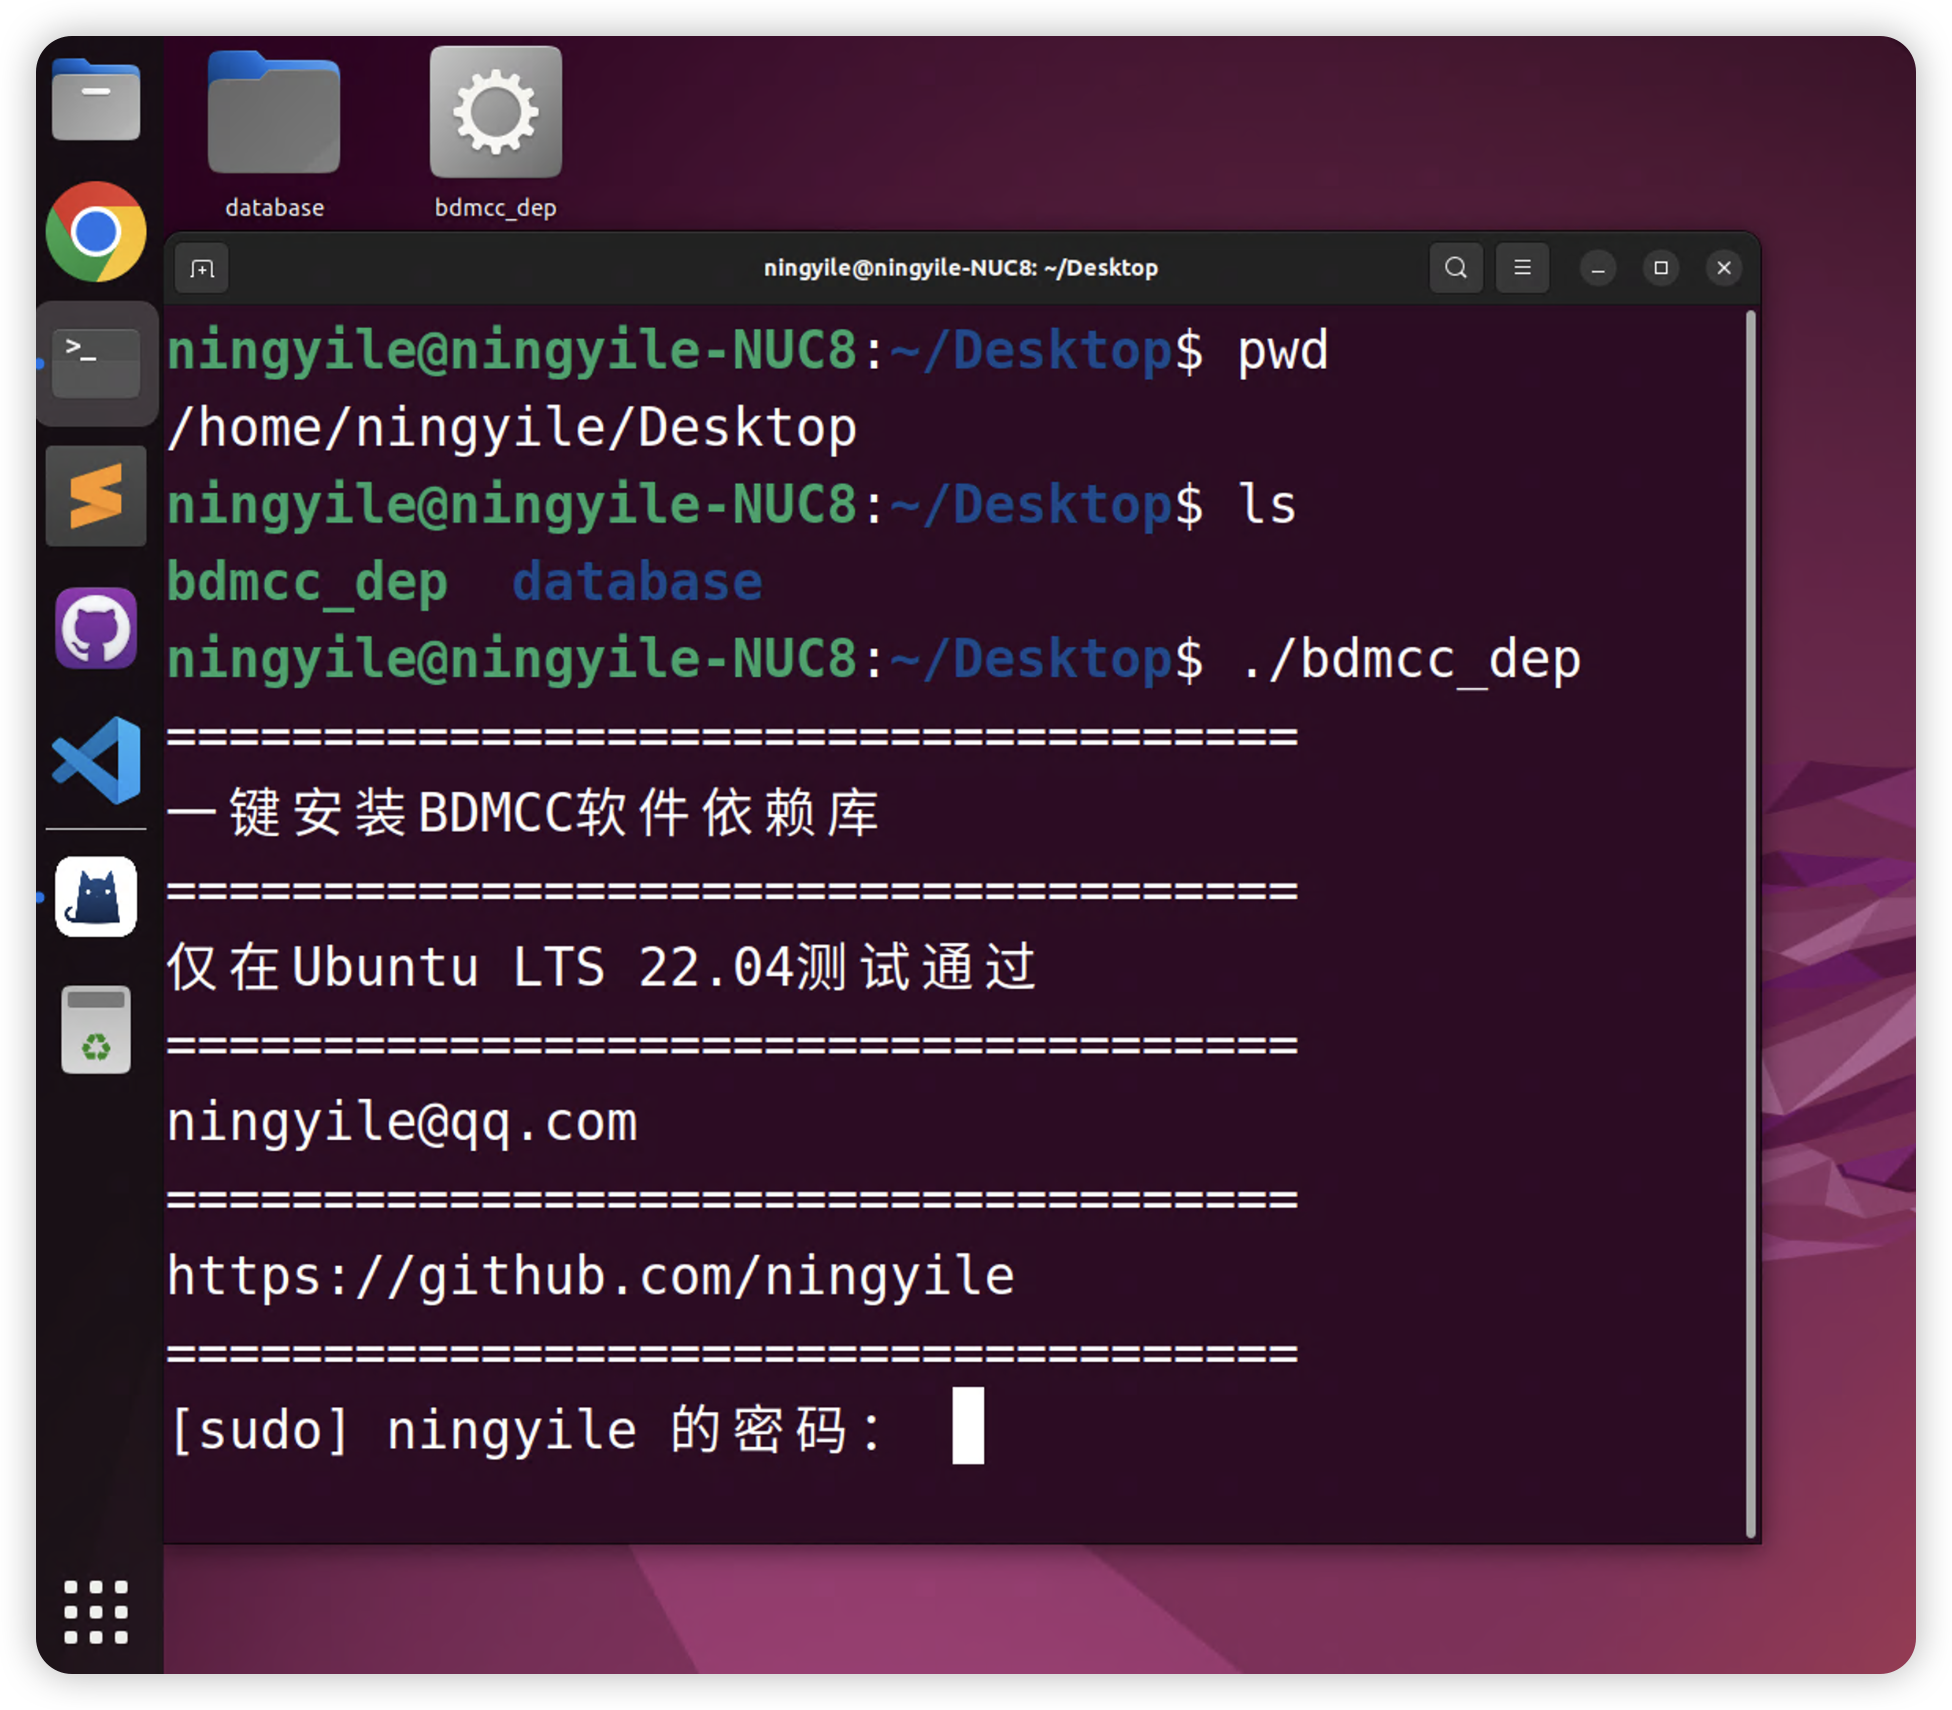 database
bdmcc_dep
ningyile@ningyile-NUC8: ~/Desktop
ningyile@ningyile-NUC8:~/Desktop$ pwd
/home/ningyile/Desktop
ningyile@ningyile-NUC8:~/Desktop$ ls
bdmcc_dep  database
ningyile@ningyile-NUC8:~/Desktop$ ./bdmcc_dep
====================================
一键安装BDMCC软件依赖库
====================================
仅在Ubuntu LTS 22.04测试通过
====================================
ningyile@qq.com
====================================
https://github.com/ningyile
====================================
[sudo] ningyile 的密码：